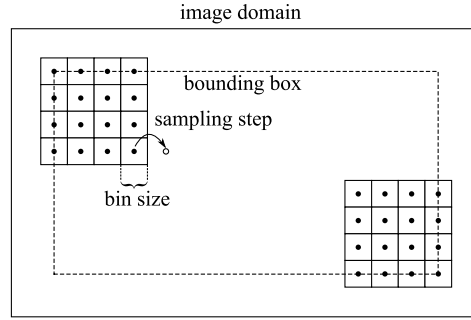 image domain
bounding box
sampling step
bin size